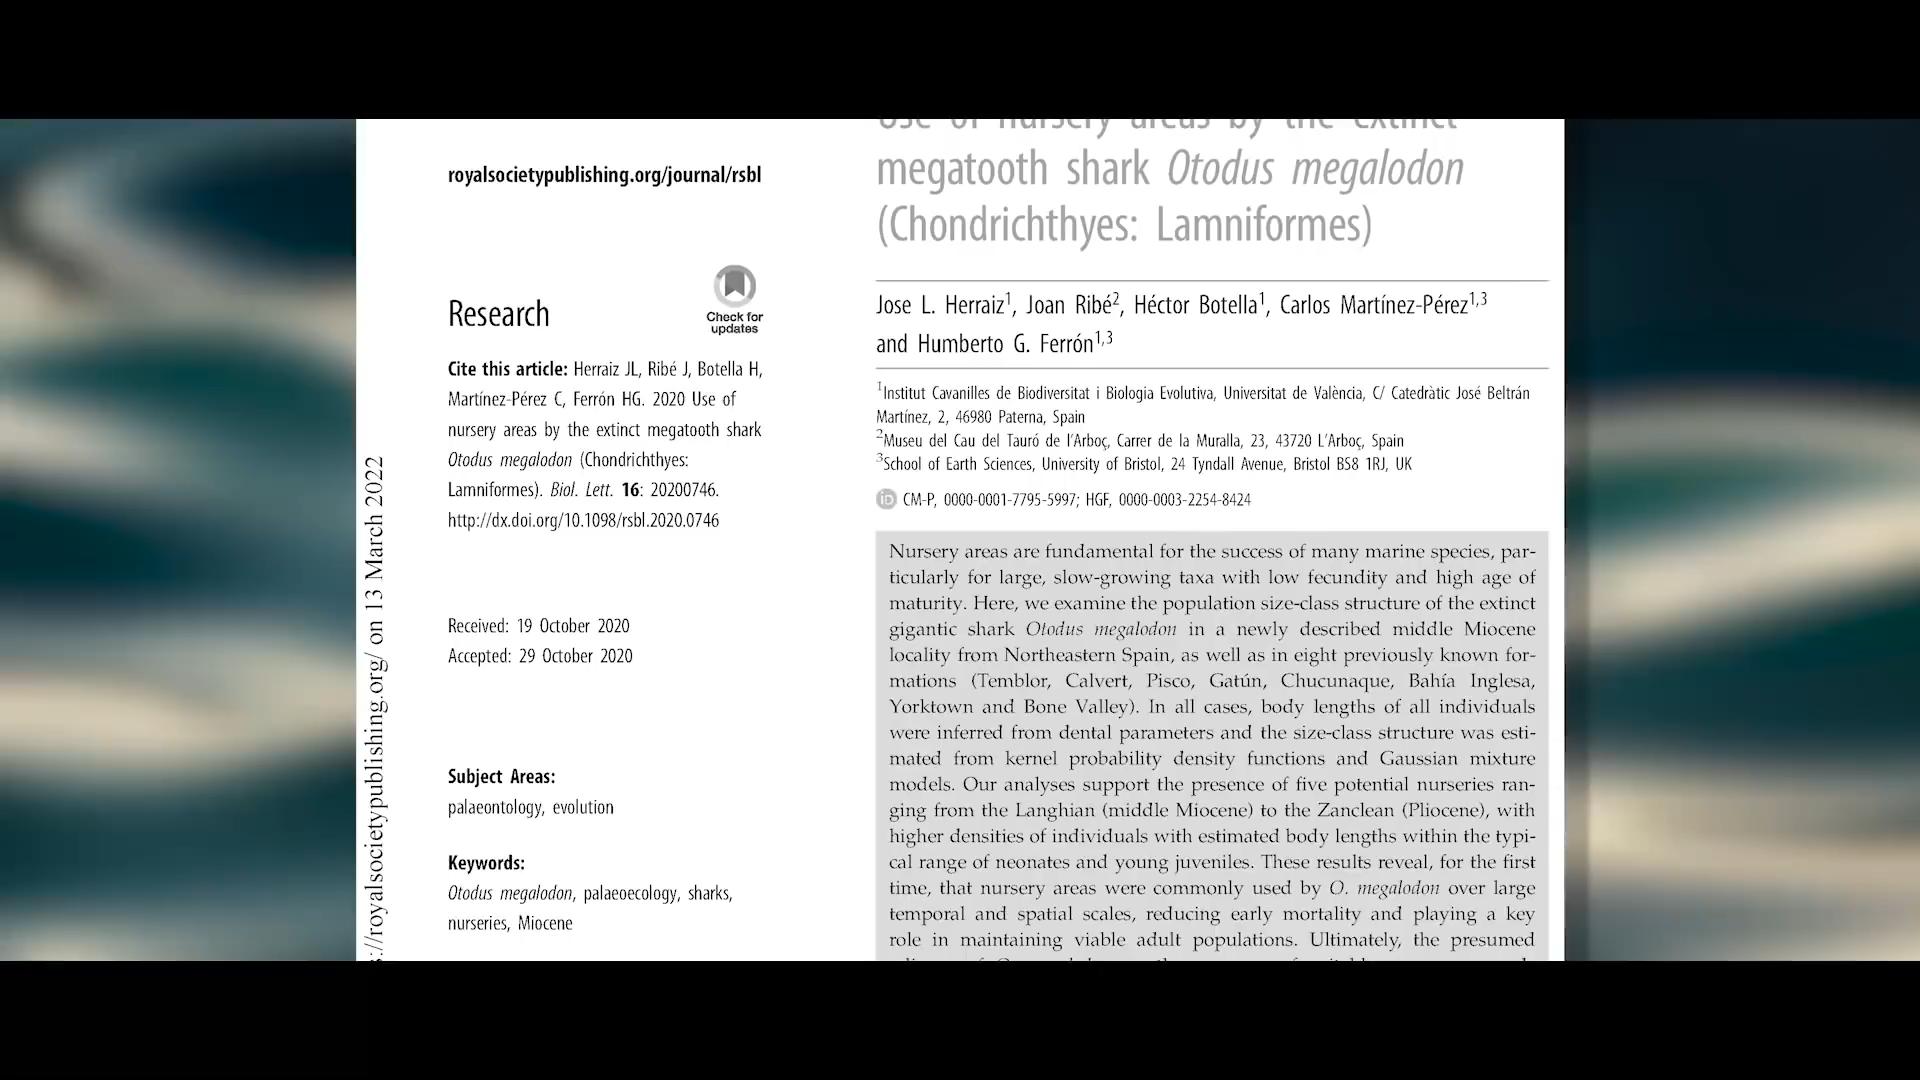 royalsocietypublishing.org/journal/rsbl
Research
Check for
updates
Cite this article: Herraiz JL, Ribé J, Botella H,
Martínez-Pérez C, Ferrón HG. 2020 Use of
nursery areas by the extinct megatooth shark
Otodus megalodon (Chondrichthyes:
Lamniformes). Biol. Lett. 16: 20200746.
http://dx.doi.org/10.1098/rsbl.2020.0746
Received: 19 October 2020
Accepted: 29 October 2020
Subject Areas:
palaeontology, evolution
Keywords:
Otodus megalodon, palaeoecology, sharks,
nurseries, Miocene
://royalsocietypublishing.org/ on 13 March 2022
Use of nursery areas by the extinct
megatooth shark Otodus megalodon
(Chondrichthyes: Lamniformes)
Jose L. Herraiz1, Joan Ribé2, Héctor Botella1, Carlos Martínez-Pérez1,3
and Humberto G. Ferrón1,3
1Institut Cavanilles de Biodiversitat i Biologia Evolutiva, Universitat de València, C/ Catedràtic José Beltrán
Martínez, 2, 46980 Paterna, Spain
2Museu del Cau del Tauró de l'Arboç, Carrer de la Muralla, 23, 43720 L'Arboç, Spain
3School of Earth Sciences, University of Bristol, 24 Tyndall Avenue, Bristol BS8 1RJ, UK
iD CM-P, 0000-0001-7795-5997; HGF, 0000-0003-2254-8424
Nursery areas are fundamental for the success of many marine species, par-
ticularly for large, slow-growing taxa with low fecundity and high age of
maturity. Here, we examine the population size-class structure of the extinct
gigantic shark Otodus megalodon in a newly described middle Miocene
locality from Northeastern Spain, as well as in eight previously known for-
mations (Temblor, Calvert, Pisco, Gatún, Chucunaque, Bahía Inglesa,
Yorktown and Bone Valley). In all cases, body lengths of all individuals
were inferred from dental parameters and the size-class structure was esti-
mated from kernel probability density functions and Gaussian mixture
models. Our analyses support the presence of five potential nurseries ran-
ging from the Langhian (middle Miocene) to the Zanclean (Pliocene), with
higher densities of individuals with estimated body lengths within the typi-
cal range of neonates and young juveniles. These results reveal, for the first
time, that nursery areas were commonly used by O. megalodon over large
temporal and spatial scales, reducing early mortality and playing a key
role in maintaining viable adult populations. Ultimately, the presumed